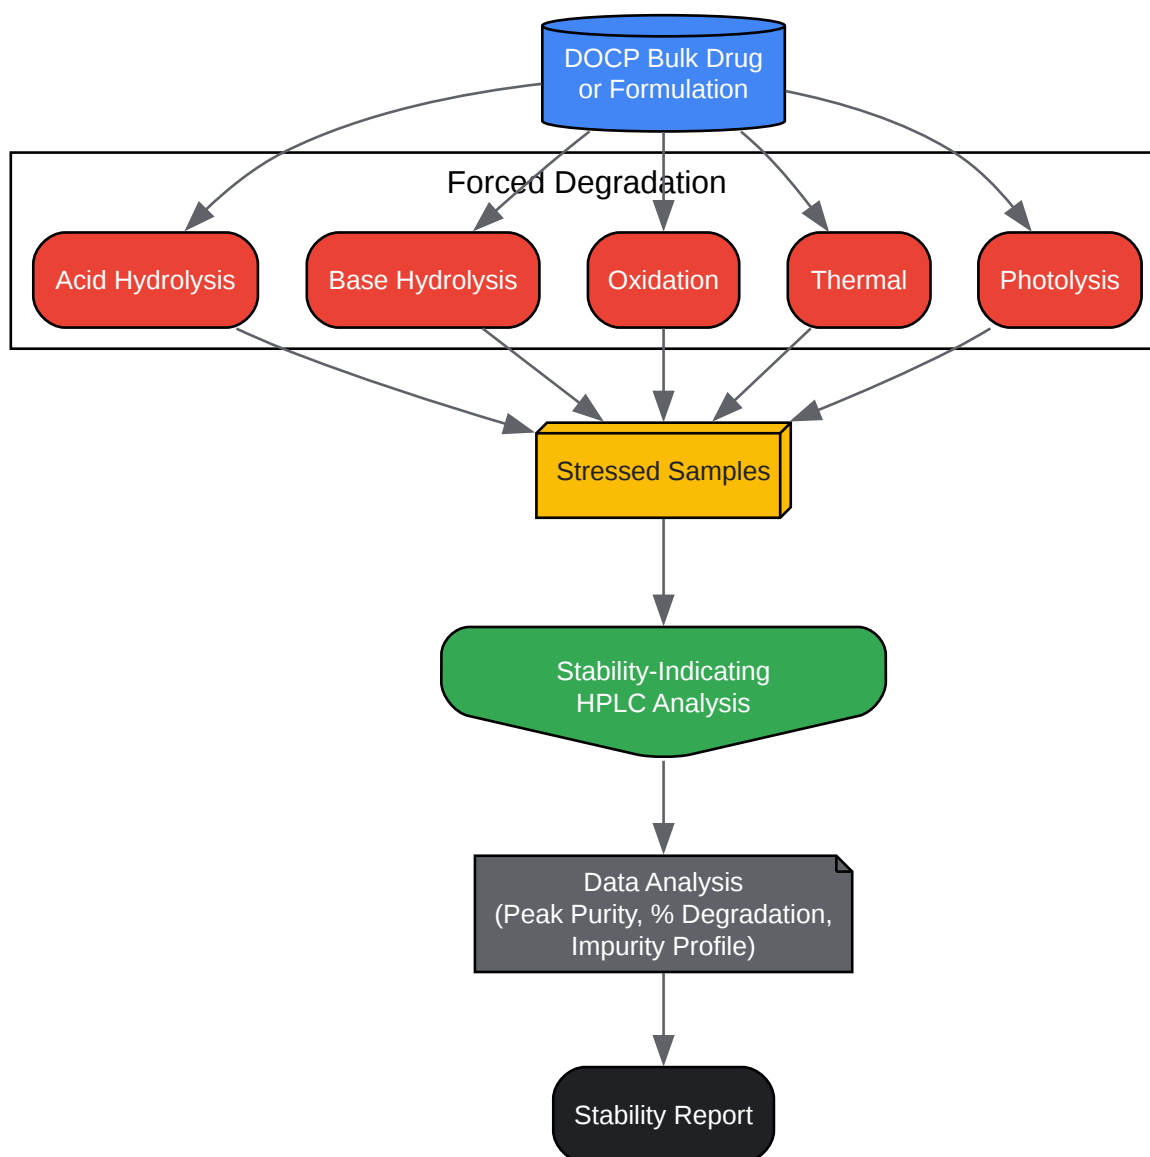 DOCP Bulk Drug
or Formulation
Forced Degradation
Acid Hydrolysis
Base Hydrolysis
Oxidation
Thermal
Photolysis
Stressed Samples
Stability-Indicating
HPLC Analysis
Data Analysis
(Peak Purity, % Degradation,
Impurity Profile)
Stability Report